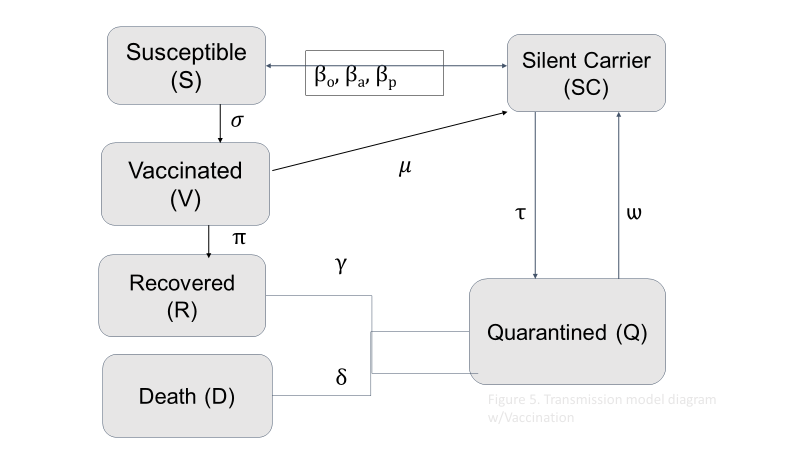 Susceptible
(S)
βo, βa, βp
Silent Carrier
(SC)
σ
Vaccinated
(V)
μ
τ
ω
π
Recovered
(R)
γ
Quarantined (Q)
δ
Death (D)
Figure 5. Transmission model diagram
w/Vaccination